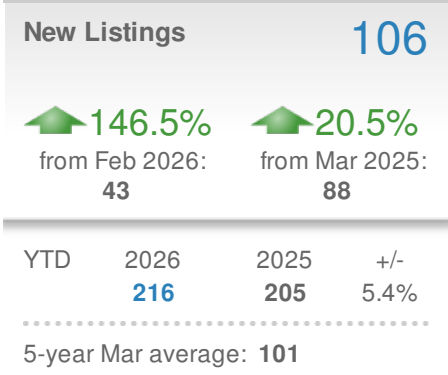 New Listings 106
146.5% 20.5%
from Feb 2026: from Mar 2025:
43 88
YTD 2026 2025 +/-
216 205 5.4%
5-year Mar average: 101